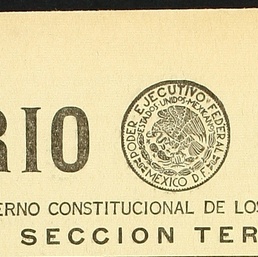 RIO
PODER EJECUTIVO FEDERAL
ESTADOS UNIDOS MEXICANOS
MEXICO D.F.
ERNO CONSTITUCIONAL DE LOS
SECCION TER